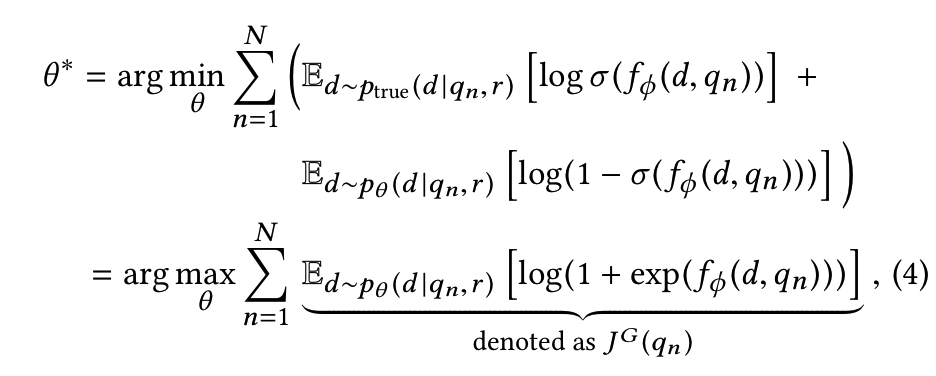 θ* = arg min_θ ∑_{n=1}^{N} ( 𝔼_{d∼p_true(d|q_n,r)} [log σ(f_ϕ(d, q_n))] +
𝔼_{d∼p_θ(d|q_n,r)} [log(1 − σ(f_ϕ(d, q_n)))] )
= arg max_θ ∑_{n=1}^{N} 𝔼_{d∼p_θ(d|q_n,r)} [log(1 + exp(f_ϕ(d, q_n)))] , (4)
denoted as J^G(q_n)